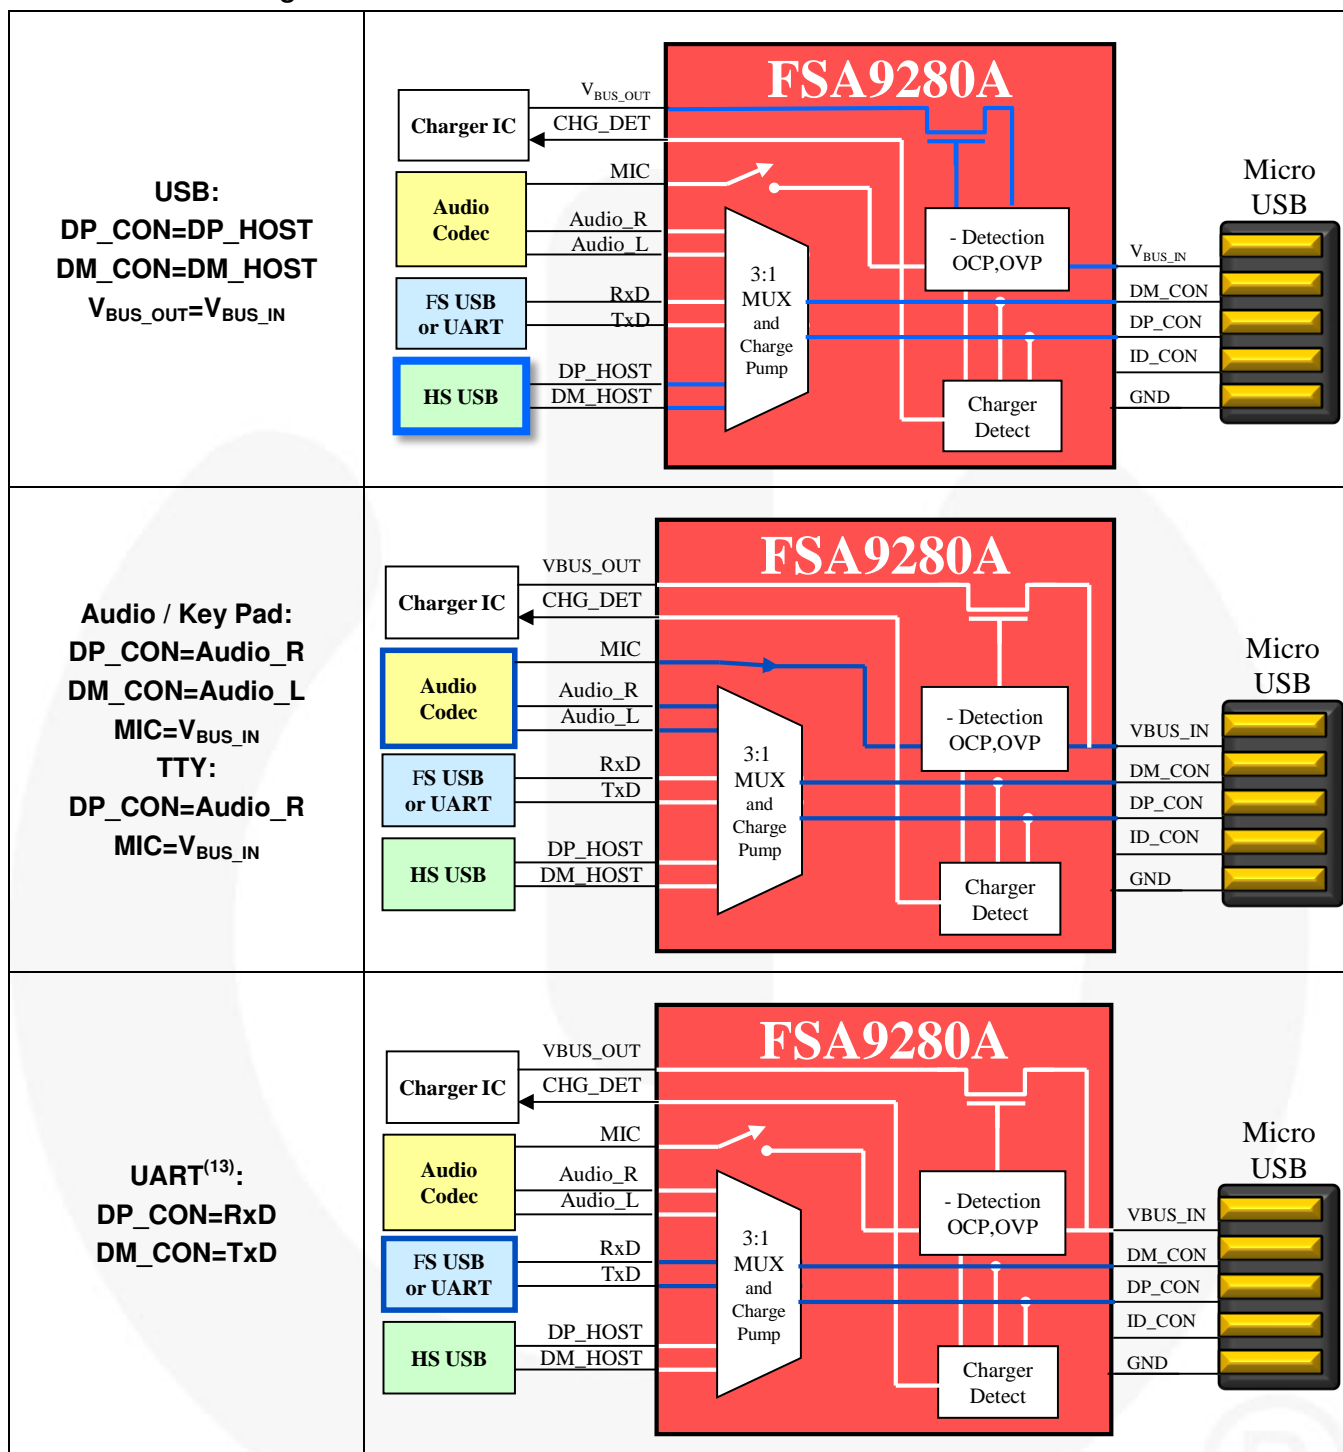 USB:
DP_CON=DP_HOST
DM_CON=DM_HOST
VBUS_OUT=VBUS_IN
FSA9280A
VBUS_OUT
Charger IC
CHG_DET
MIC
Audio
Codec
Audio_R
Audio_L
FS USB
or UART
RxD
TxD
HS USB
DP_HOST
DM_HOST
3:1
MUX
and
Charge
Pump
- Detection
OCP,OVP
Charger
Detect
VBUS_IN
DM_CON
DP_CON
ID_CON
GND
Micro
USB
Audio / Key Pad:
DP_CON=Audio_R
DM_CON=Audio_L
MIC=VBUS_IN
TTY:
DP_CON=Audio_R
MIC=VBUS_IN
FSA9280A
VBUS_OUT
Charger IC
CHG_DET
MIC
Audio
Codec
Audio_R
Audio_L
FS USB
or UART
RxD
TxD
HS USB
DP_HOST
DM_HOST
3:1
MUX
and
Charge
Pump
- Detection
OCP,OVP
Charger
Detect
VBUS_IN
DM_CON
DP_CON
ID_CON
GND
Micro
USB
UART(13):
DP_CON=RxD
DM_CON=TxD
FSA9280A
VBUS_OUT
Charger IC
CHG_DET
MIC
Audio
Codec
Audio_R
Audio_L
FS USB
or UART
RxD
TxD
HS USB
DP_HOST
DM_HOST
3:1
MUX
and
Charge
Pump
- Detection
OCP,OVP
Charger
Detect
VBUS_IN
DM_CON
DP_CON
ID_CON
GND
Micro
USB